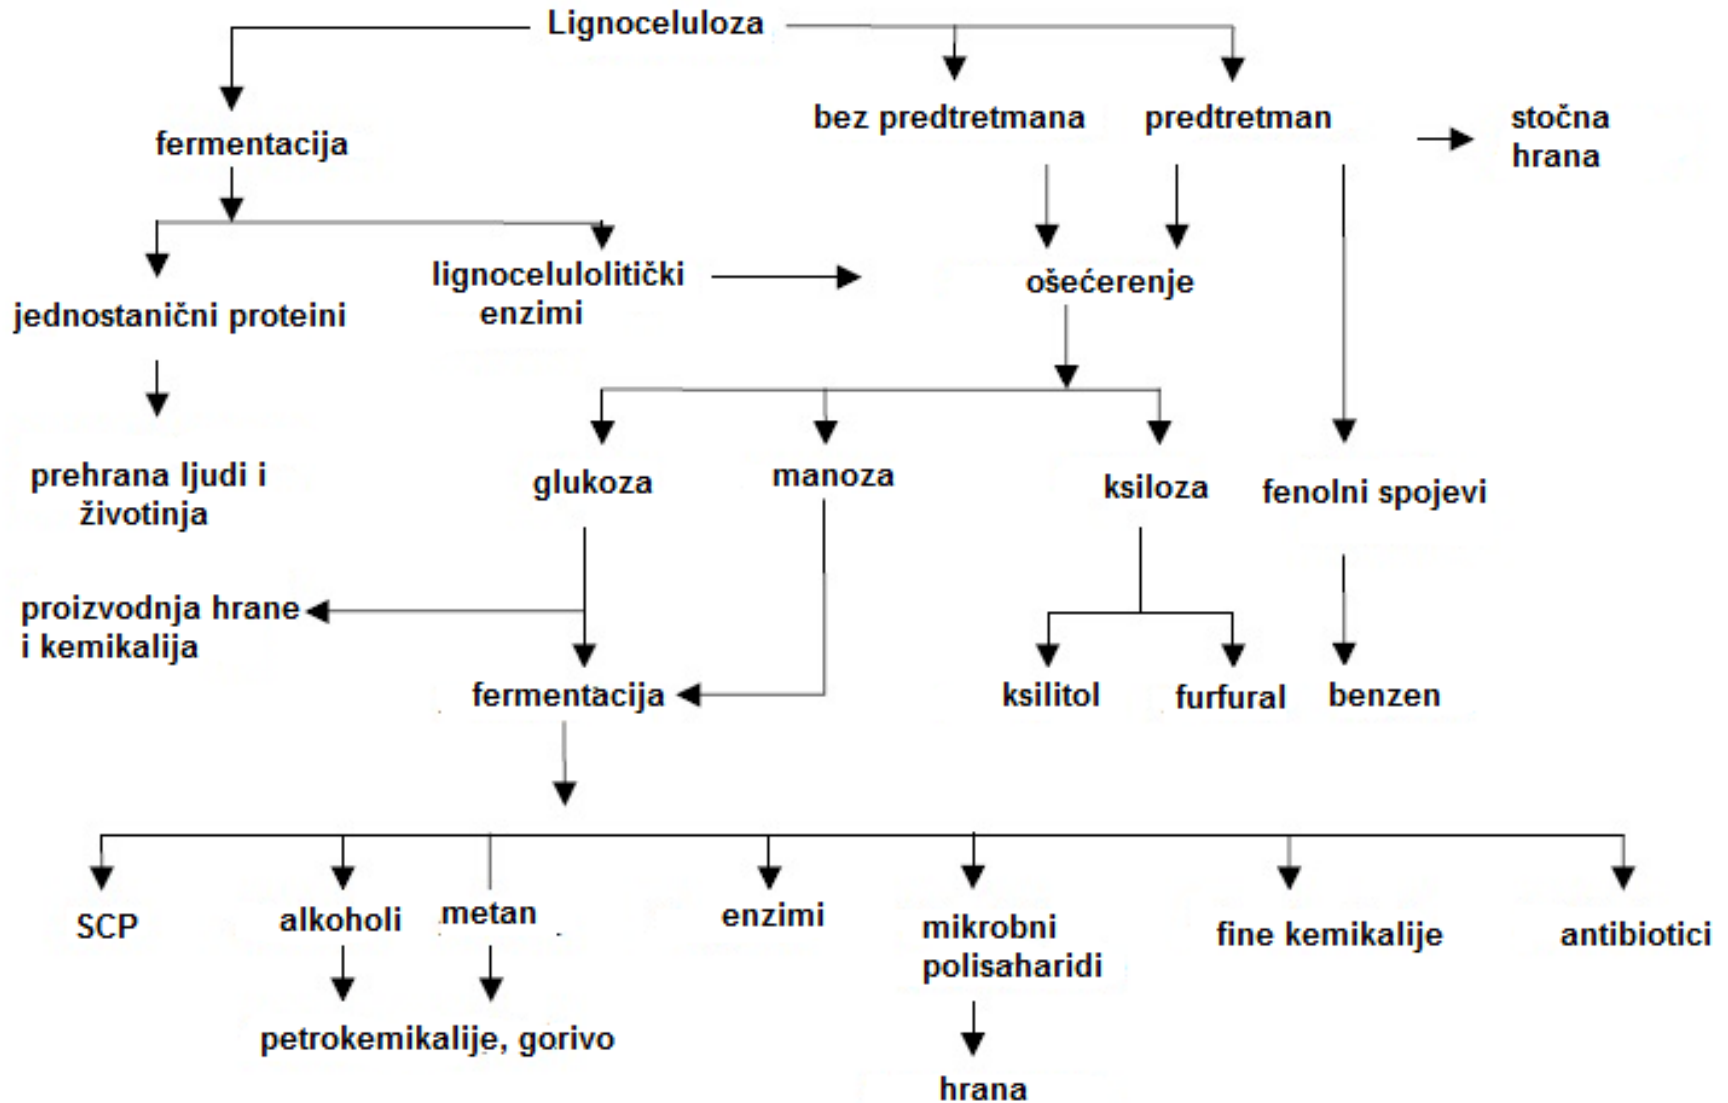 Lignoceluloza
bez predtretmana
predtretman
stočna
hrana
fermentacija
lignocelulolitički
enzimi
ošećerenje
jednostanični proteini
prehrana ljudi i
životinja
glukoza
manoza
ksiloza
fenolni spojevi
proizvodnja hrane
i kemikalija
fermentacija
ksilitol
furfural
benzen
SCP
alkoholi
metan
enzimi
mikrobni
polisaharidi
fine kemikalije
antibiotici
petrokemikalije, gorivo
hrana